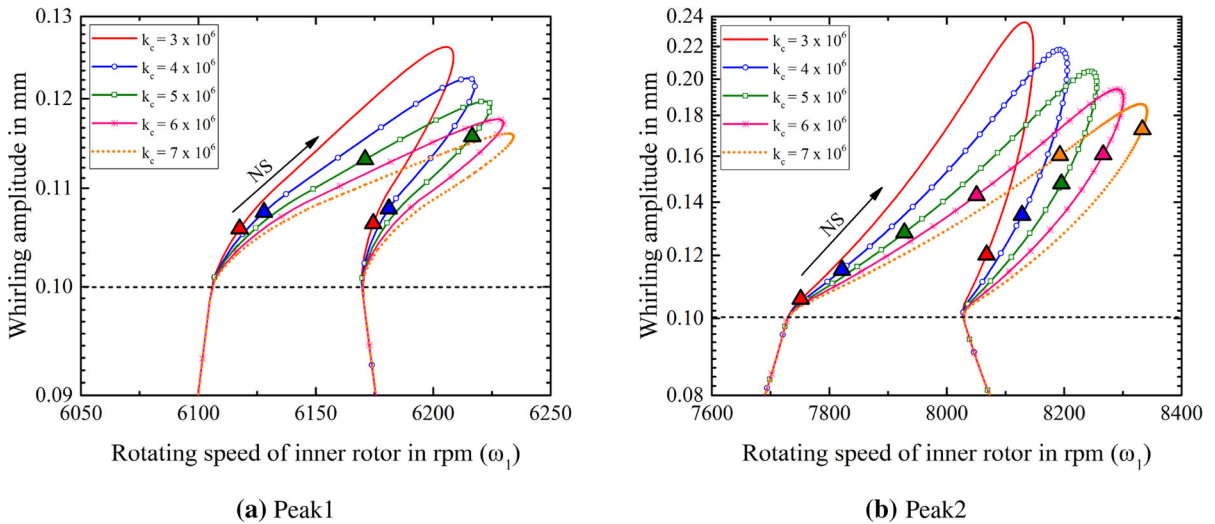 0.13
0.12
0.11
0.10
0.09
Whirling amplitude in mm
k_c = 3 x 10^6
k_c = 4 x 10^6
k_c = 5 x 10^6
k_c = 6 x 10^6
k_c = 7 x 10^6
NS
6050 6100 6150 6200 6250
Rotating speed of inner rotor in rpm (ω_1)
(a) Peak1
0.24
0.22
0.20
0.18
0.16
0.14
0.12
0.10
0.08
Whirling amplitude in mm
k_c = 3 x 10^6
k_c = 4 x 10^6
k_c = 5 x 10^6
k_c = 6 x 10^6
k_c = 7 x 10^6
NS
7600 7800 8000 8200 8400
Rotating speed of inner rotor in rpm (ω_1)
(b) Peak2